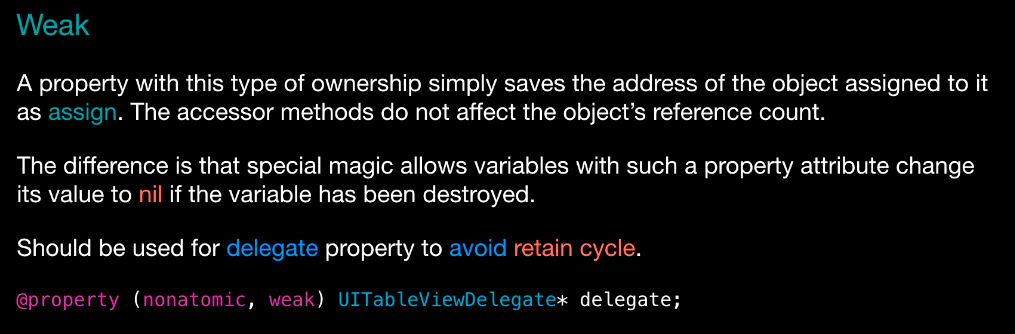 Weak
A property with this type of ownership simply saves the address of the object assigned to it
as assign. The accessor methods do not affect the object’s reference count.
The difference is that special magic allows variables with such a property attribute change
its value to nil if the variable has been destroyed.
Should be used for delegate property to avoid retain cycle.
@property (nonatomic, weak) UITableViewDelegate* delegate;